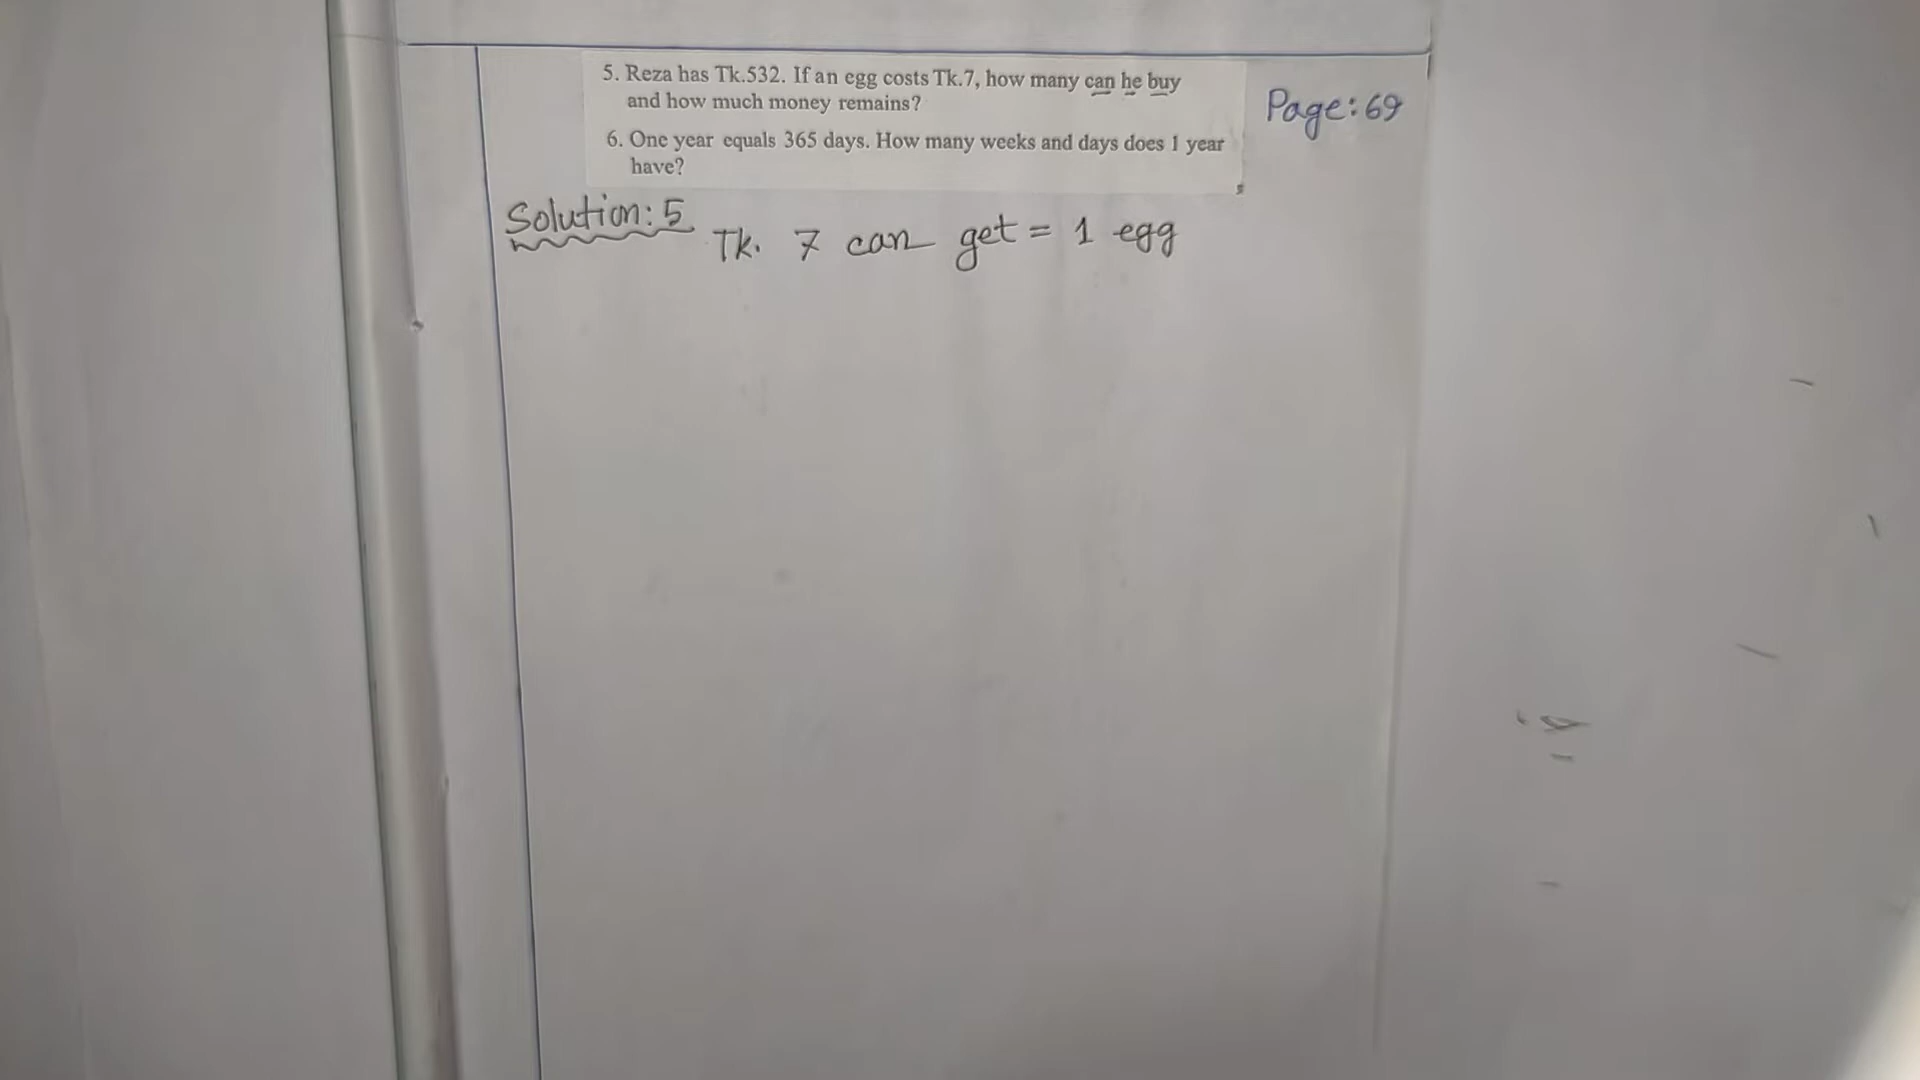 5. Reza has Tk.532. If an egg costs Tk.7, how many can he buy
and how much money remains?
Page: 69
6. One year equals 365 days. How many weeks and days does 1 year
have?
Solution: 5
Tk. 7 can get = 1 egg